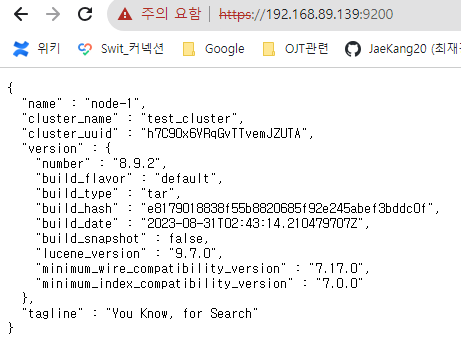 주의 요함 | https://192.168.89.139:9200
위키 Swit_커넥션 Google OJT관련 JaeKang20 (최재
{
"name" : "node-1",
"cluster_name" : "test_cluster",
"cluster_uuid" : "h7C9Ox6VRqGvTTvemJZUTA",
"version" : {
"number" : "8.9.2",
"build_flavor" : "default",
"build_type" : "tar",
"build_hash" : "e8179018838f55b8820685f92e245abef3bddc0f",
"build_date" : "2023-08-31T02:43:14.210479707Z",
"build_snapshot" : false,
"lucene_version" : "9.7.0",
"minimum_wire_compatibility_version" : "7.17.0",
"minimum_index_compatibility_version" : "7.0.0"
},
"tagline" : "You Know, for Search"
}